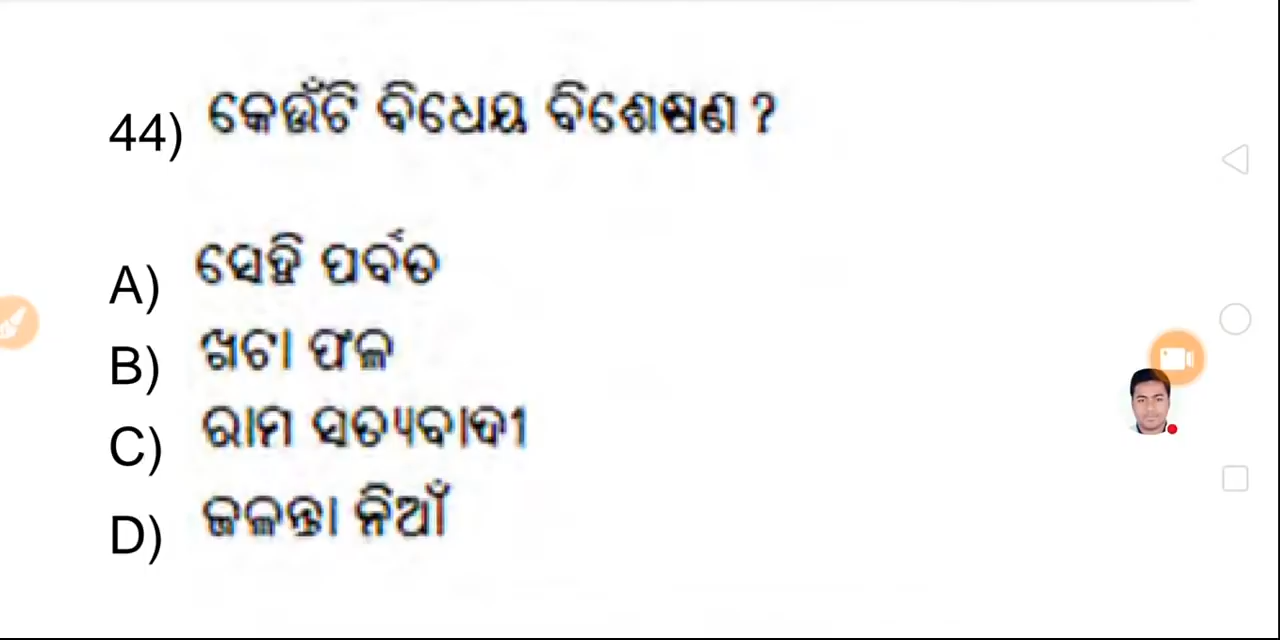 44) କେଉଁଟି ବିଧେୟ ବିଶେଷଣ ?
A) ସେହି ପର୍ବତ
B) ଖଟା ଫଳ
C) ରାମ ସତ୍ୟବାଦୀ
D) ଜଳନ୍ତା ନିଆଁ